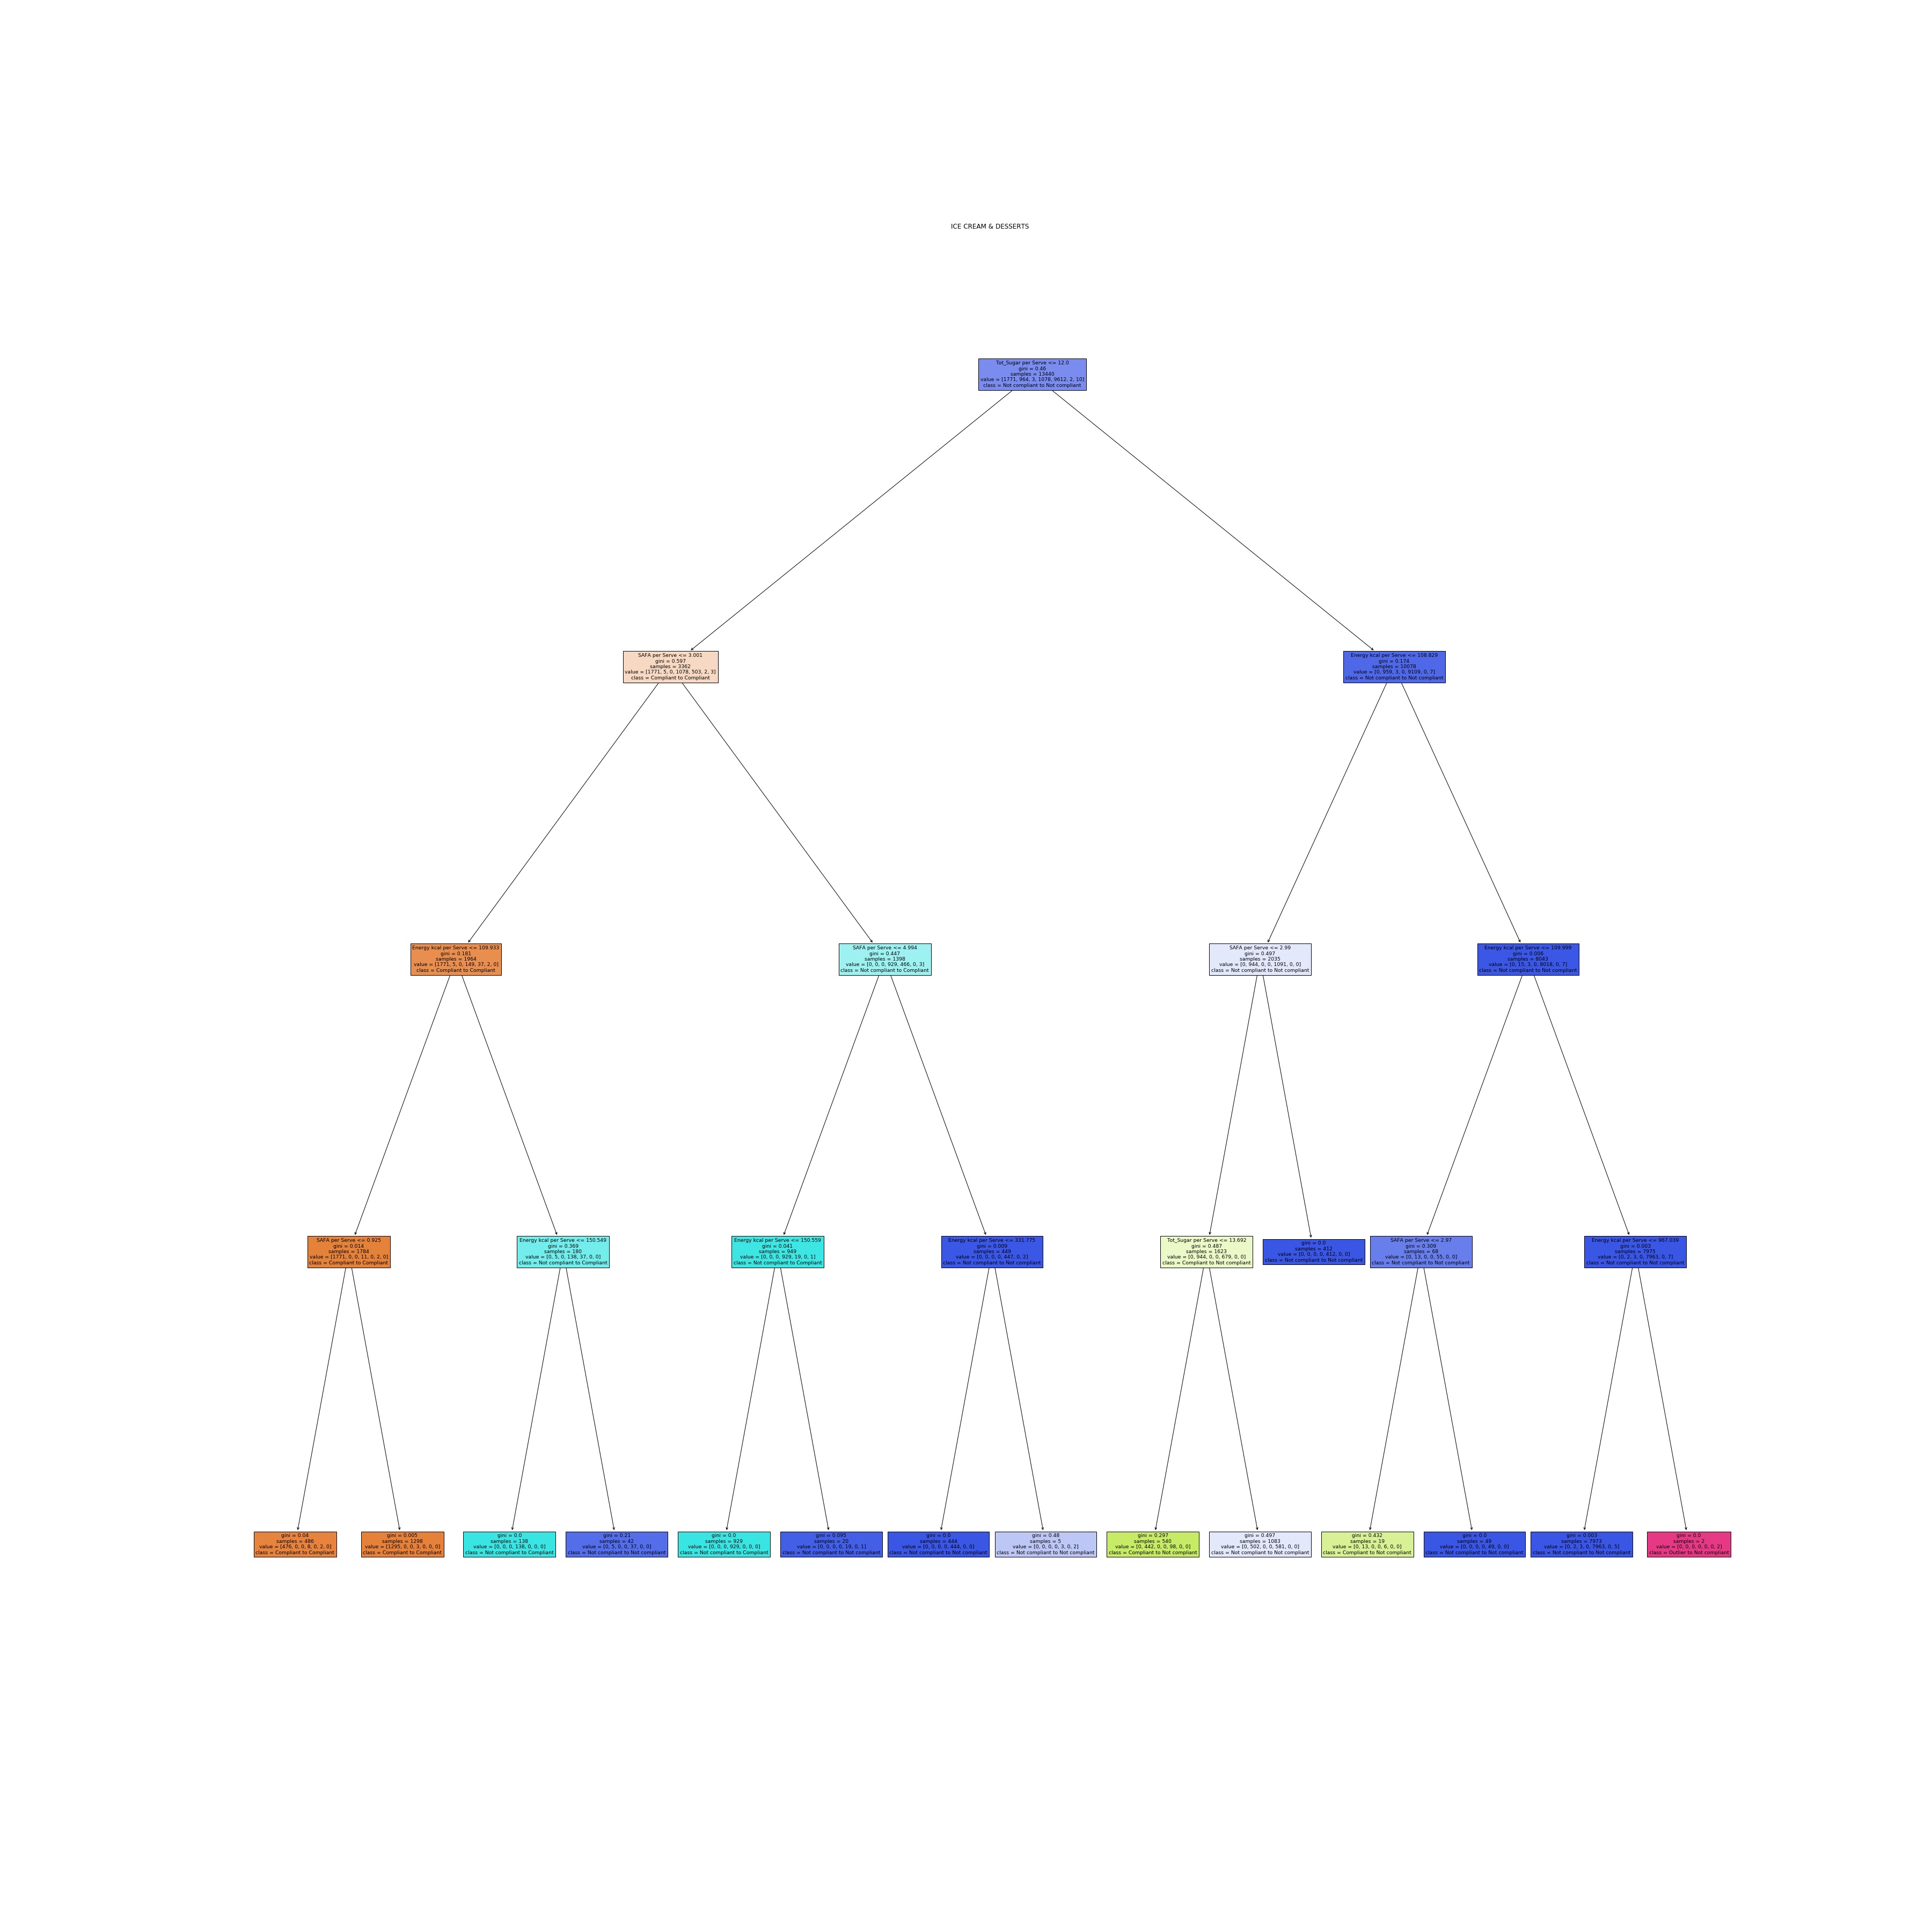 ICE CREAM & DESSERTS
Tot_Sugar per Serve <= 12.0
gini = 0.46
samples = 13440
value = [1771, 964, 3, 1078, 9612, 2, 10]
class = Not compliant to Not compliant
SAFA per Serve <= 3.001
gini = 0.597
samples = 3362
value = [1771, 5, 0, 1078, 503, 2, 3]
class = Compliant to Compliant
Energy kcal per Serve <= 108.829
gini = 0.174
samples = 10078
value = [0, 959, 3, 0, 9109, 0, 7]
class = Not compliant to Not compliant
Energy kcal per Serve <= 109.933
gini = 0.181
samples = 1964
value = [1771, 5, 0, 149, 37, 2, 0]
class = Compliant to Compliant
SAFA per Serve <= 4.994
gini = 0.447
samples = 1398
value = [0, 0, 0, 929, 466, 0, 3]
class = Not compliant to Compliant
SAFA per Serve <= 2.99
gini = 0.497
samples = 2035
value = [0, 944, 0, 0, 1091, 0, 0]
class = Not compliant to Not compliant
Energy kcal per Serve <= 109.999
gini = 0.006
samples = 8043
value = [0, 15, 3, 0, 8018, 0, 7]
class = Not compliant to Not compliant
SAFA per Serve <= 0.925
gini = 0.014
samples = 1784
value = [1771, 0, 0, 11, 0, 2, 0]
class = Compliant to Compliant
Energy kcal per Serve <= 150.549
gini = 0.369
samples = 180
value = [0, 5, 0, 138, 37, 0, 0]
class = Not compliant to Compliant
Energy kcal per Serve <= 150.559
gini = 0.041
samples = 949
value = [0, 0, 0, 929, 19, 0, 1]
class = Not compliant to Compliant
Energy kcal per Serve <= 331.775
gini = 0.009
samples = 449
value = [0, 0, 0, 0, 447, 0, 2]
class = Not compliant to Not compliant
Tot_Sugar per Serve <= 13.692
gini = 0.487
samples = 1623
value = [0, 944, 0, 0, 679, 0, 0]
class = Compliant to Not compliant
gini = 0.0
samples = 412
value = [0, 0, 0, 0, 412, 0, 0]
class = Not compliant to Not compliant
SAFA per Serve <= 2.97
gini = 0.309
samples = 68
value = [0, 13, 0, 0, 55, 0, 0]
class = Not compliant to Not compliant
Energy kcal per Serve <= 967.039
gini = 0.003
samples = 7975
value = [0, 2, 3, 0, 7963, 0, 7]
class = Not compliant to Not compliant
gini = 0.04
samples = 486
value = [476, 0, 0, 8, 0, 2, 0]
class = Compliant to Compliant
gini = 0.005
samples = 1298
value = [1295, 0, 0, 3, 0, 0, 0]
class = Compliant to Compliant
gini = 0.0
samples = 138
value = [0, 0, 0, 138, 0, 0, 0]
class = Not compliant to Compliant
gini = 0.21
samples = 42
value = [0, 5, 0, 0, 37, 0, 0]
class = Not compliant to Not compliant
gini = 0.0
samples = 929
value = [0, 0, 0, 929, 0, 0, 0]
class = Not compliant to Compliant
gini = 0.095
samples = 20
value = [0, 0, 0, 0, 19, 0, 1]
class = Not compliant to Not compliant
gini = 0.0
samples = 444
value = [0, 0, 0, 0, 444, 0, 0]
class = Not compliant to Not compliant
gini = 0.48
samples = 5
value = [0, 0, 0, 0, 3, 0, 2]
class = Not compliant to Not compliant
gini = 0.297
samples = 540
value = [0, 442, 0, 0, 98, 0, 0]
class = Compliant to Not compliant
gini = 0.497
samples = 1083
value = [0, 502, 0, 0, 581, 0, 0]
class = Not compliant to Not compliant
gini = 0.432
samples = 19
value = [0, 13, 0, 0, 6, 0, 0]
class = Compliant to Not compliant
gini = 0.0
samples = 49
value = [0, 0, 0, 0, 49, 0, 0]
class = Not compliant to Not compliant
gini = 0.003
samples = 7973
value = [0, 2, 3, 0, 7963, 0, 5]
class = Not compliant to Not compliant
gini = 0.0
samples = 2
value = [0, 0, 0, 0, 0, 0, 2]
class = Outlier to Not compliant